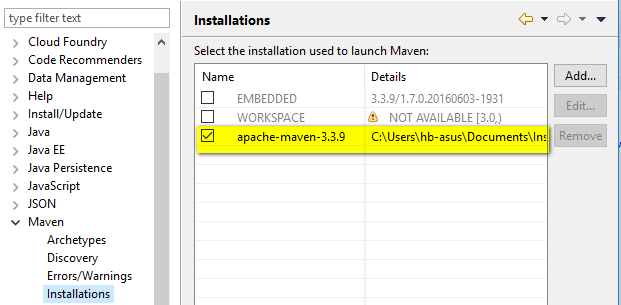 type filter text
Cloud Foundry
Code Recommenders
Data Management
Help
Install/Update
Java
Java EE
Java Persistence
JavaScript
JSON
Maven
Archetypes
Discovery
Errors/Warnings
Installations
Installations
Select the installation used to launch Maven:
Name Details
EMBEDDED 3.3.9/1.7.0.20160603-1931
WORKSPACE NOT AVAILABLE [3.0,)
apache-maven-3.3.9 C:\Users\hb-asus\Documents\Ins
Add...
Edit...
Remove